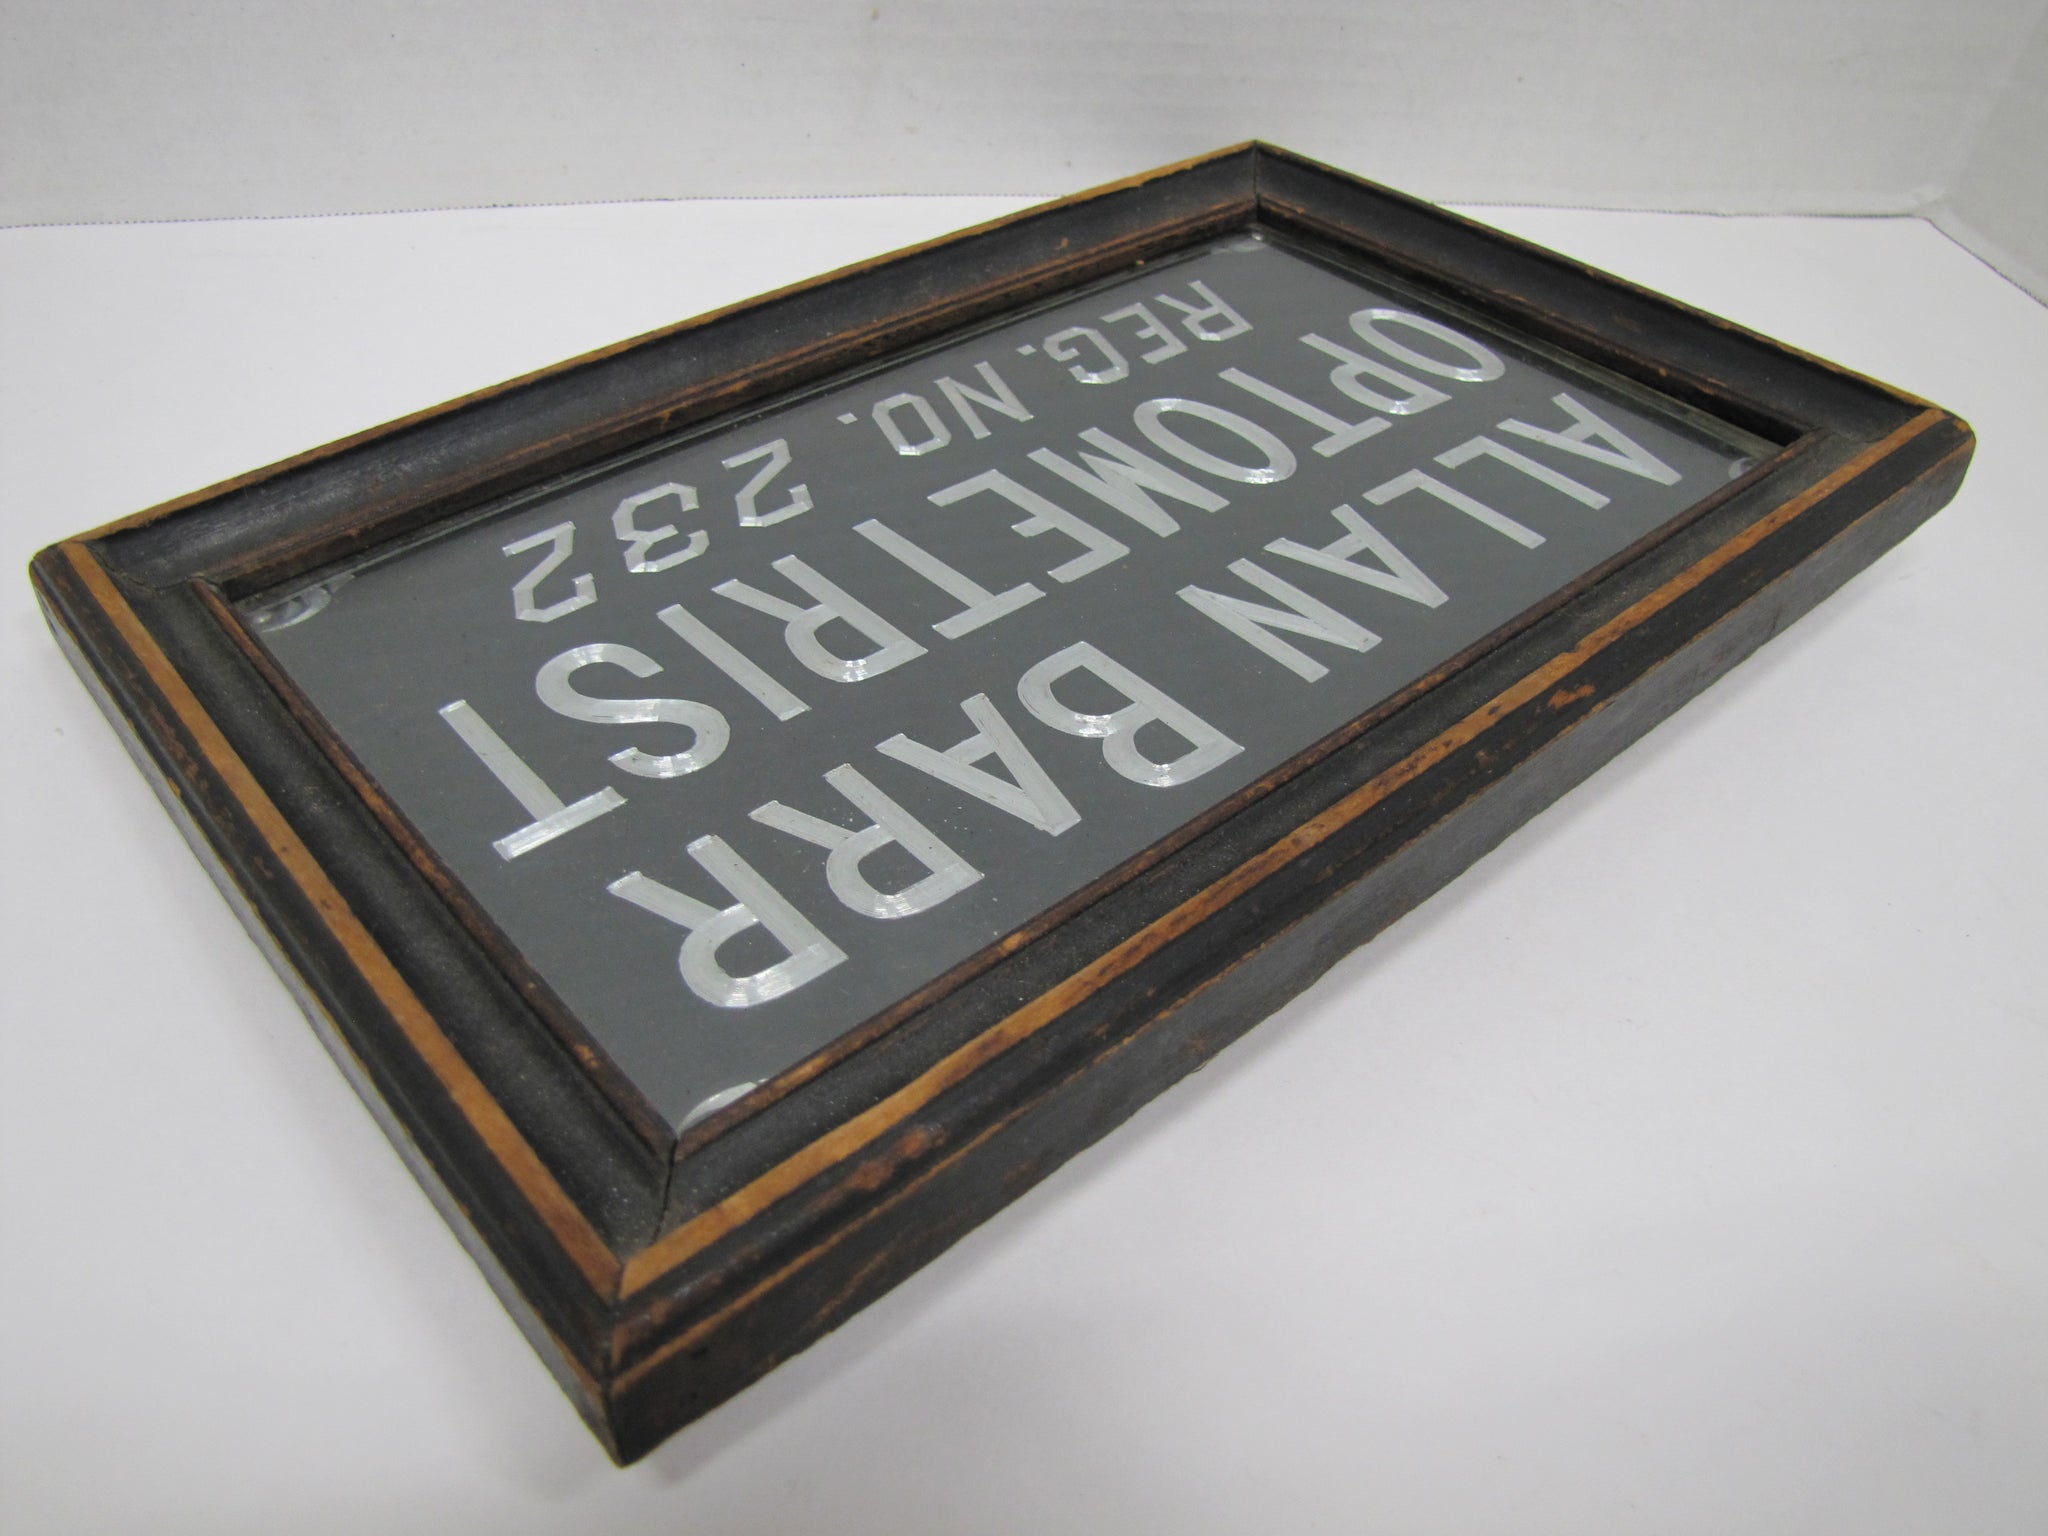 ALLAN BARR
OPTOMETRIST
REG. NO. 232